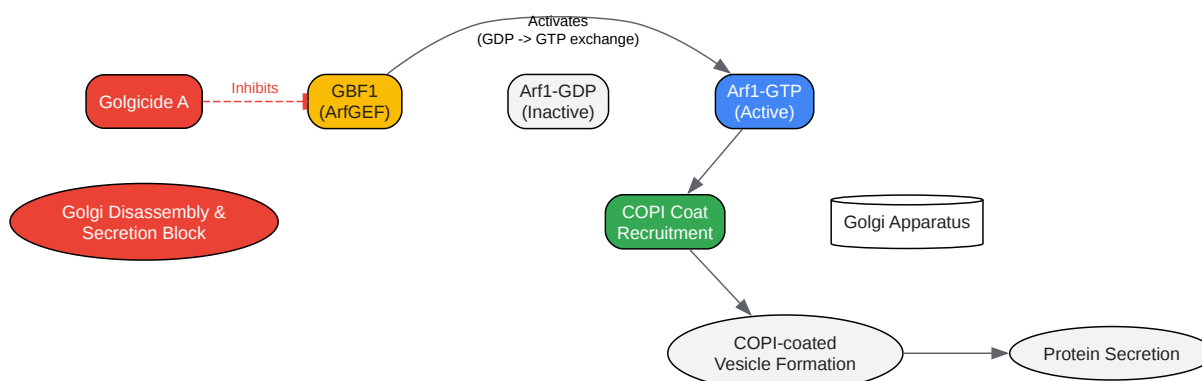 Activates
(GDP -> GTP exchange)
Golgicide A
Inhibits
GBF1
(ArfGEF)
Arf1-GDP
(Inactive)
Arf1-GTP
(Active)
Golgi Disassembly &
Secretion Block
COPI Coat
Recruitment
Golgi Apparatus
COPI-coated
Vesicle Formation
Protein Secretion